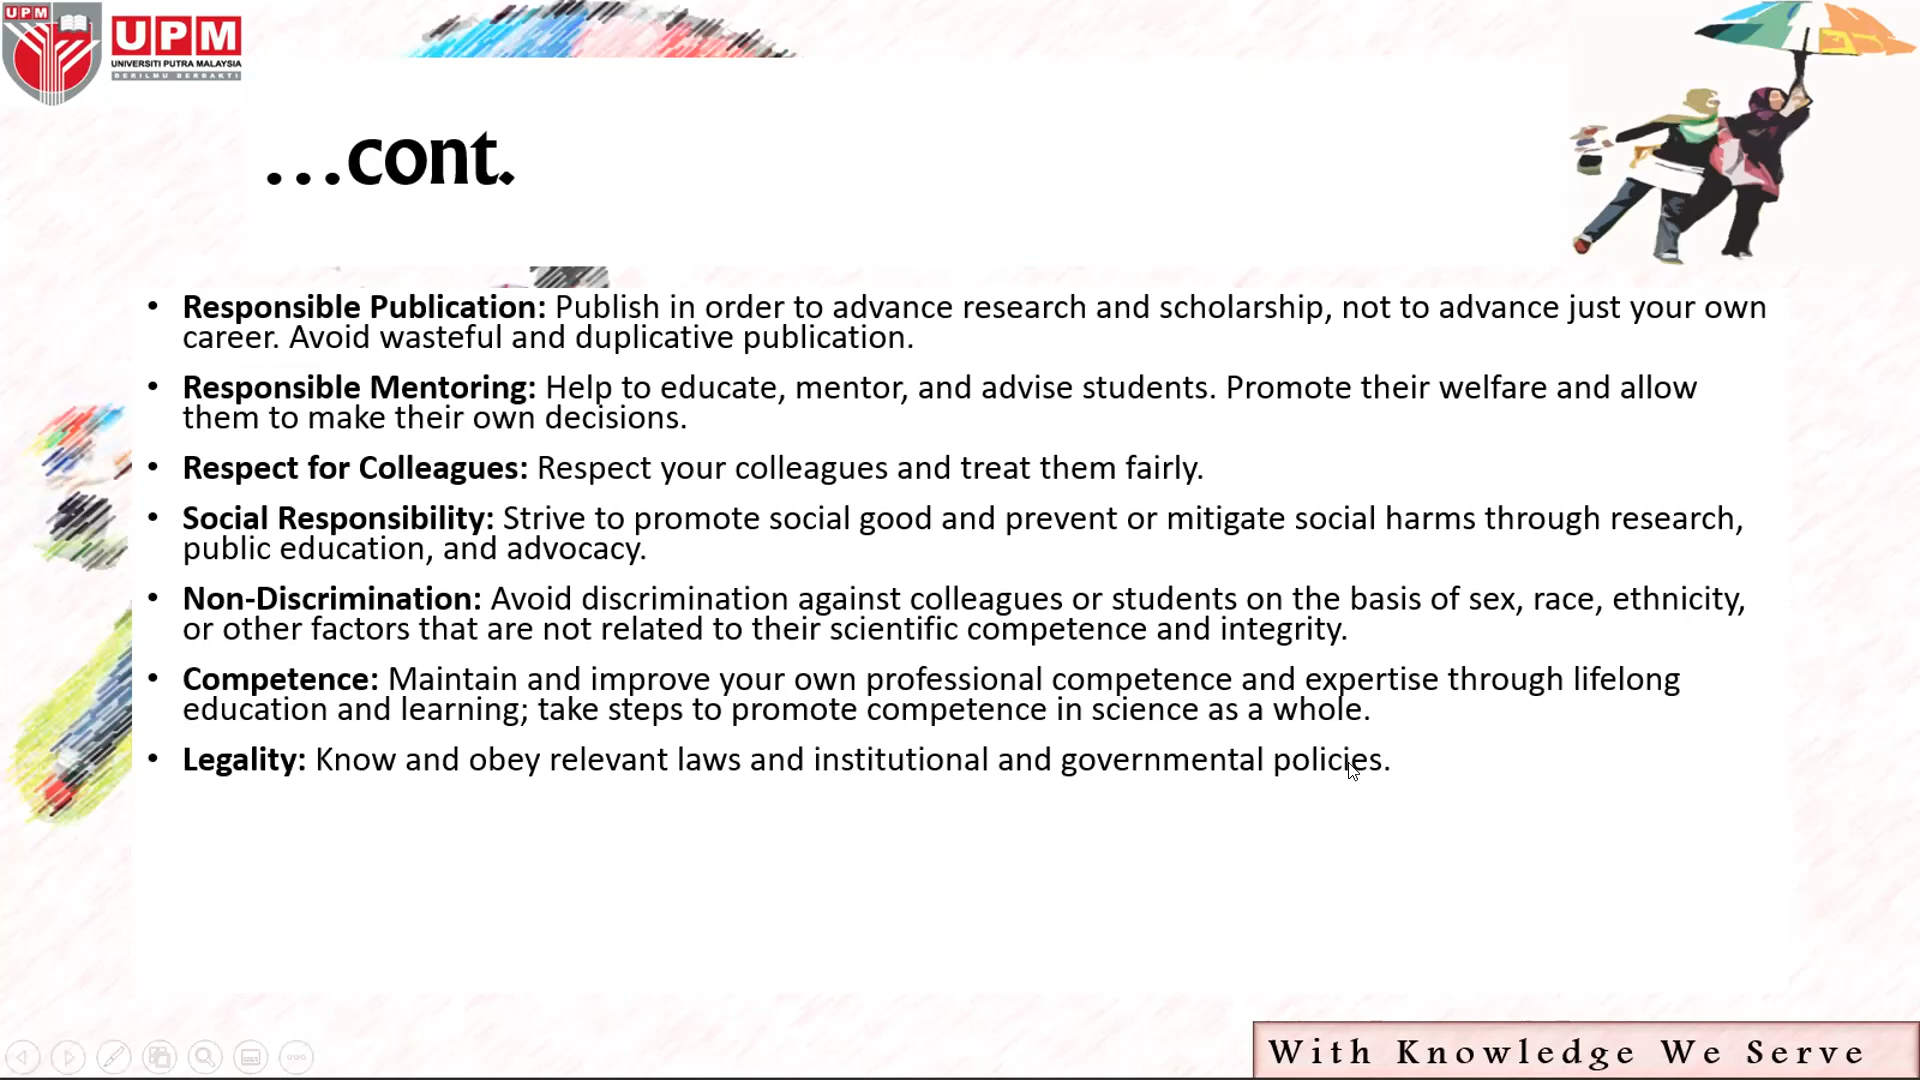 UPM
UPM
UNIVERSITI PUTRA MALAYSIA
BERILMU BERBAKTI
...cont.
• Responsible Publication: Publish in order to advance research and scholarship, not to advance just your own
career. Avoid wasteful and duplicative publication.
• Responsible Mentoring: Help to educate, mentor, and advise students. Promote their welfare and allow
them to make their own decisions.
• Respect for Colleagues: Respect your colleagues and treat them fairly.
• Social Responsibility: Strive to promote social good and prevent or mitigate social harms through research,
public education, and advocacy.
• Non-Discrimination: Avoid discrimination against colleagues or students on the basis of sex, race, ethnicity,
or other factors that are not related to their scientific competence and integrity.
• Competence: Maintain and improve your own professional competence and expertise through lifelong
education and learning; take steps to promote competence in science as a whole.
• Legality: Know and obey relevant laws and institutional and governmental policies.
With Knowledge We Serve